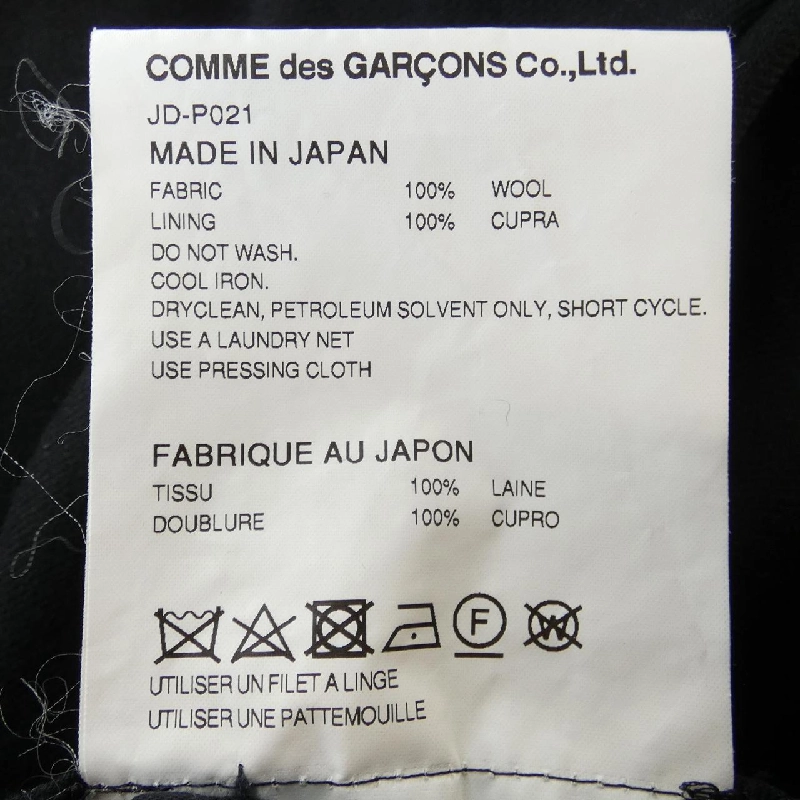 COMME des GARÇONS Co.,Ltd.
JD-P021
MADE IN JAPAN
FABRIC 100% WOOL
LINING 100% CUPRA
DO NOT WASH.
COOL IRON.
DRYCLEAN, PETROLEUM SOLVENT ONLY, SHORT CYCLE.
USE A LAUNDRY NET
USE PRESSING CLOTH
FABRIQUE AU JAPON
TISSU 100% LAINE
DOUBLURE 100% CUPRO
F W
UTILISER UN FILET A LINGE
UTILISER UNE PATTEMOUILLE